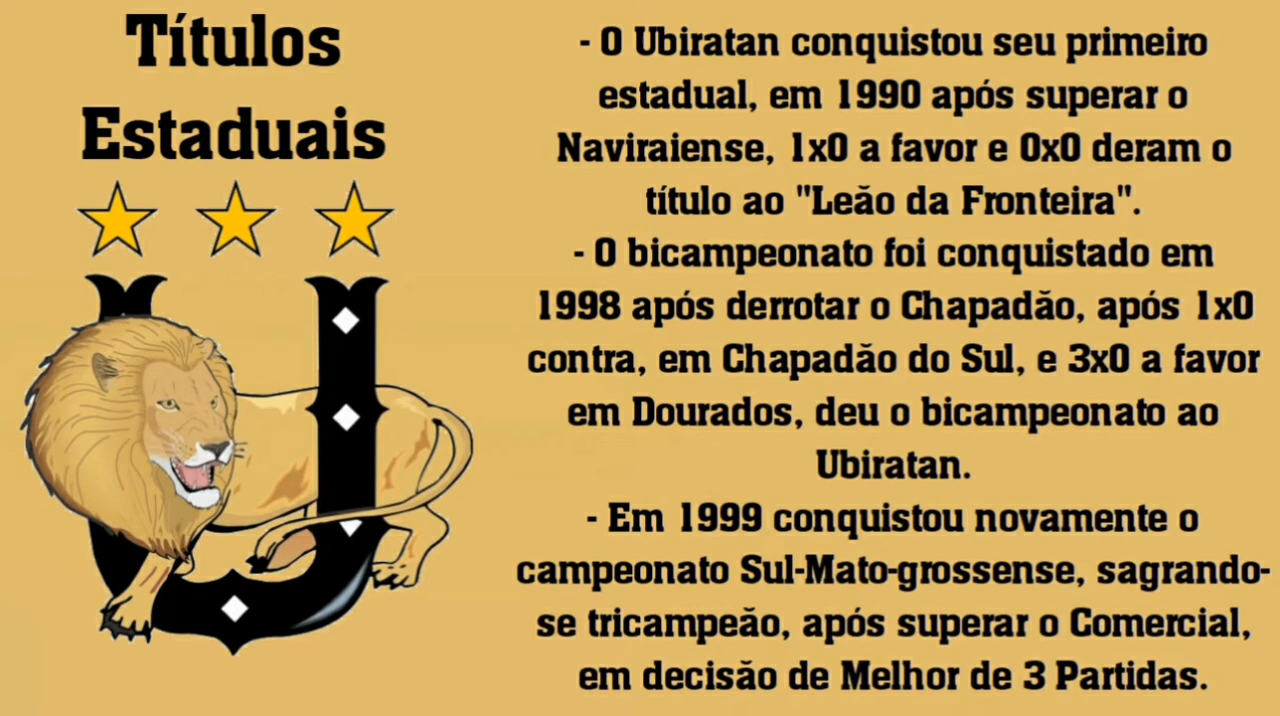 Títulos
Estaduais
- O Ubiratan conquistou seu primeiro
estadual, em 1990 após superar o
Naviraiense, 1x0 a favor e 0x0 deram o
título ao "Leão da Fronteira".
- O bicampeonato foi conquistado em
1998 após derrotar o Chapadão, após 1x0
contra, em Chapadão do Sul, e 3x0 a favor
em Dourados, deu o bicampeonato ao
Ubiratan.
- Em 1999 conquistou novamente o
campeonato Sul-Mato-grossense, sagrando-
se tricampeão, após superar o Comercial,
em decisão de Melhor de 3 Partidas.
U